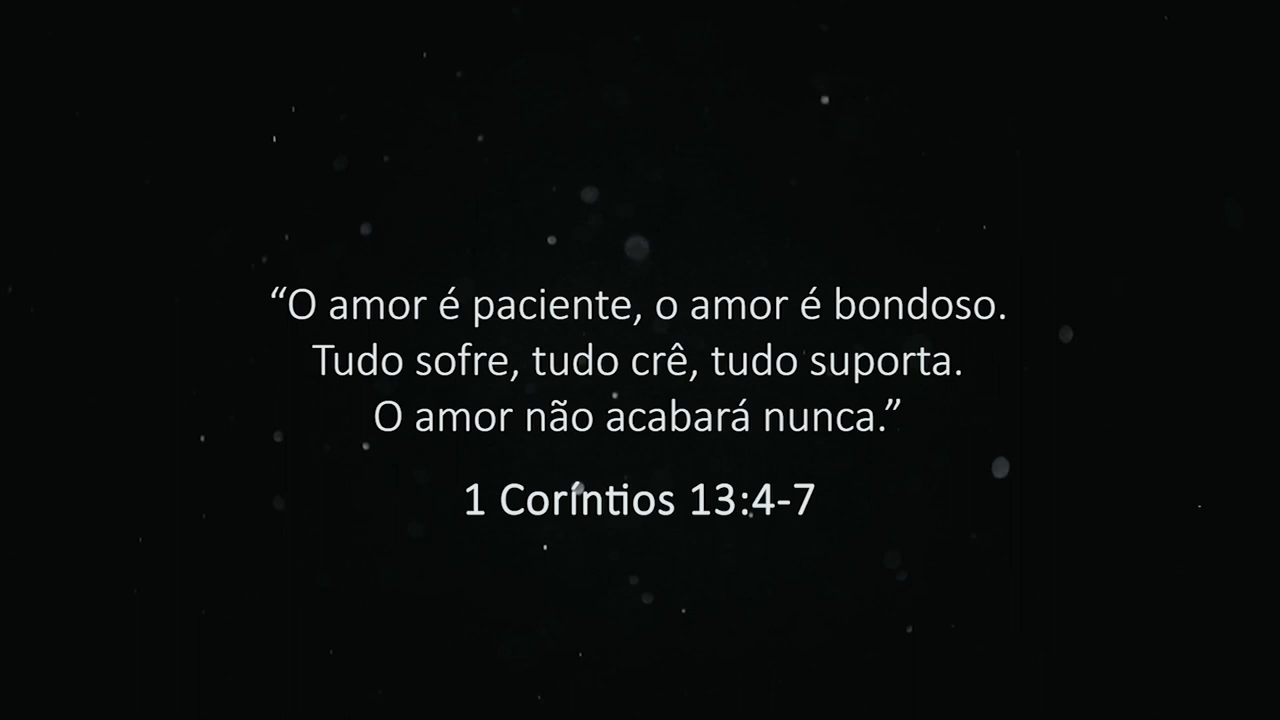 “O amor é paciente, o amor é bondoso.
Tudo sofre, tudo crê, tudo suporta.
O amor não acabará nunca.”
1 Coríntios 13:4-7